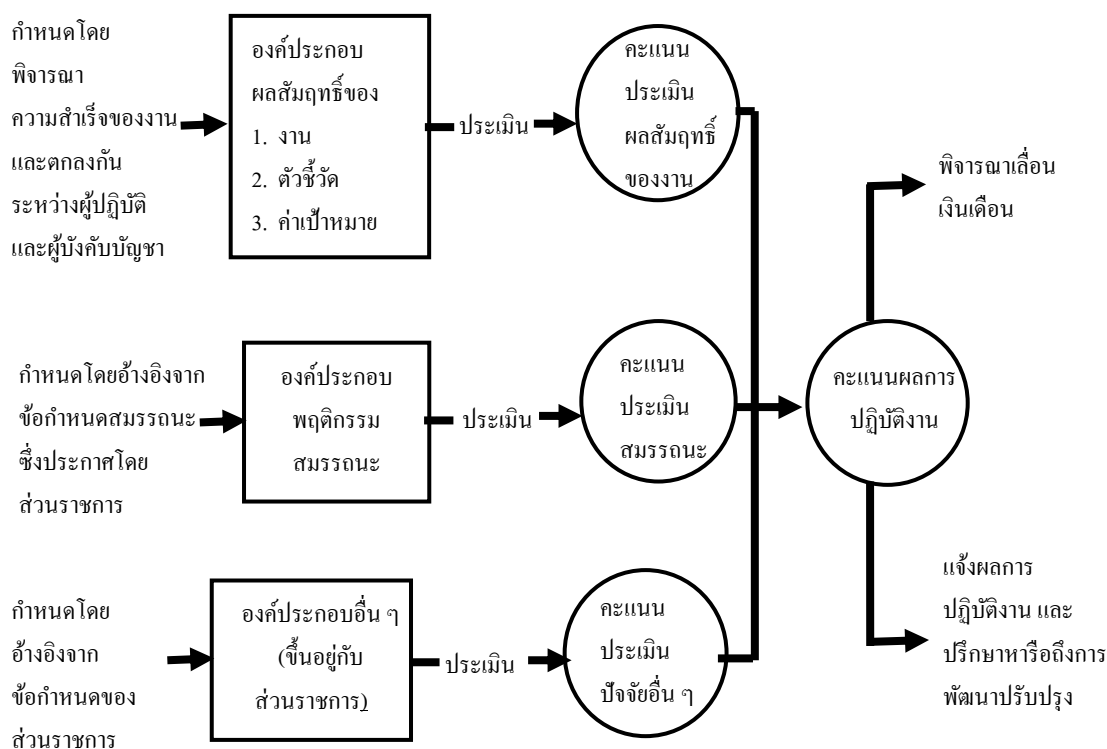 กำหนดโดย
พิจารณา
ความสำเร็จของงาน
และตกลงกัน
ระหว่างผู้ปฏิบัติ
และผู้บังคับบัญชา
องค์ประกอบ
ผลสัมฤทธิ์ของ
1. งาน
2. ตัวชี้วัด
3. ค่าเป้าหมาย
ประเมิน
คะแนน
ประเมิน
ผลสัมฤทธิ์
ของงาน
กำหนดโดยอ้างอิงจาก
ข้อกำหนดสมรรถนะ
ซึ่งประกาศโดย
ส่วนราชการ
องค์ประกอบ
พฤติกรรม
สมรรถนะ
ประเมิน
คะแนน
ประเมิน
สมรรถนะ
กำหนดโดย
อ้างอิงจาก
ข้อกำหนดของ
ส่วนราชการ
องค์ประกอบอื่น ๆ
(ขึ้นอยู่กับ
ส่วนราชการ)
ประเมิน
คะแนน
ประเมิน
ปัจจัยอื่น ๆ
คะแนนผลการ
ปฏิบัติงาน
พิจารณาเลื่อน
เงินเดือน
แจ้งผลการ
ปฏิบัติงาน และ
ปรึกษาหารือถึงการ
พัฒนาปรับปรุง